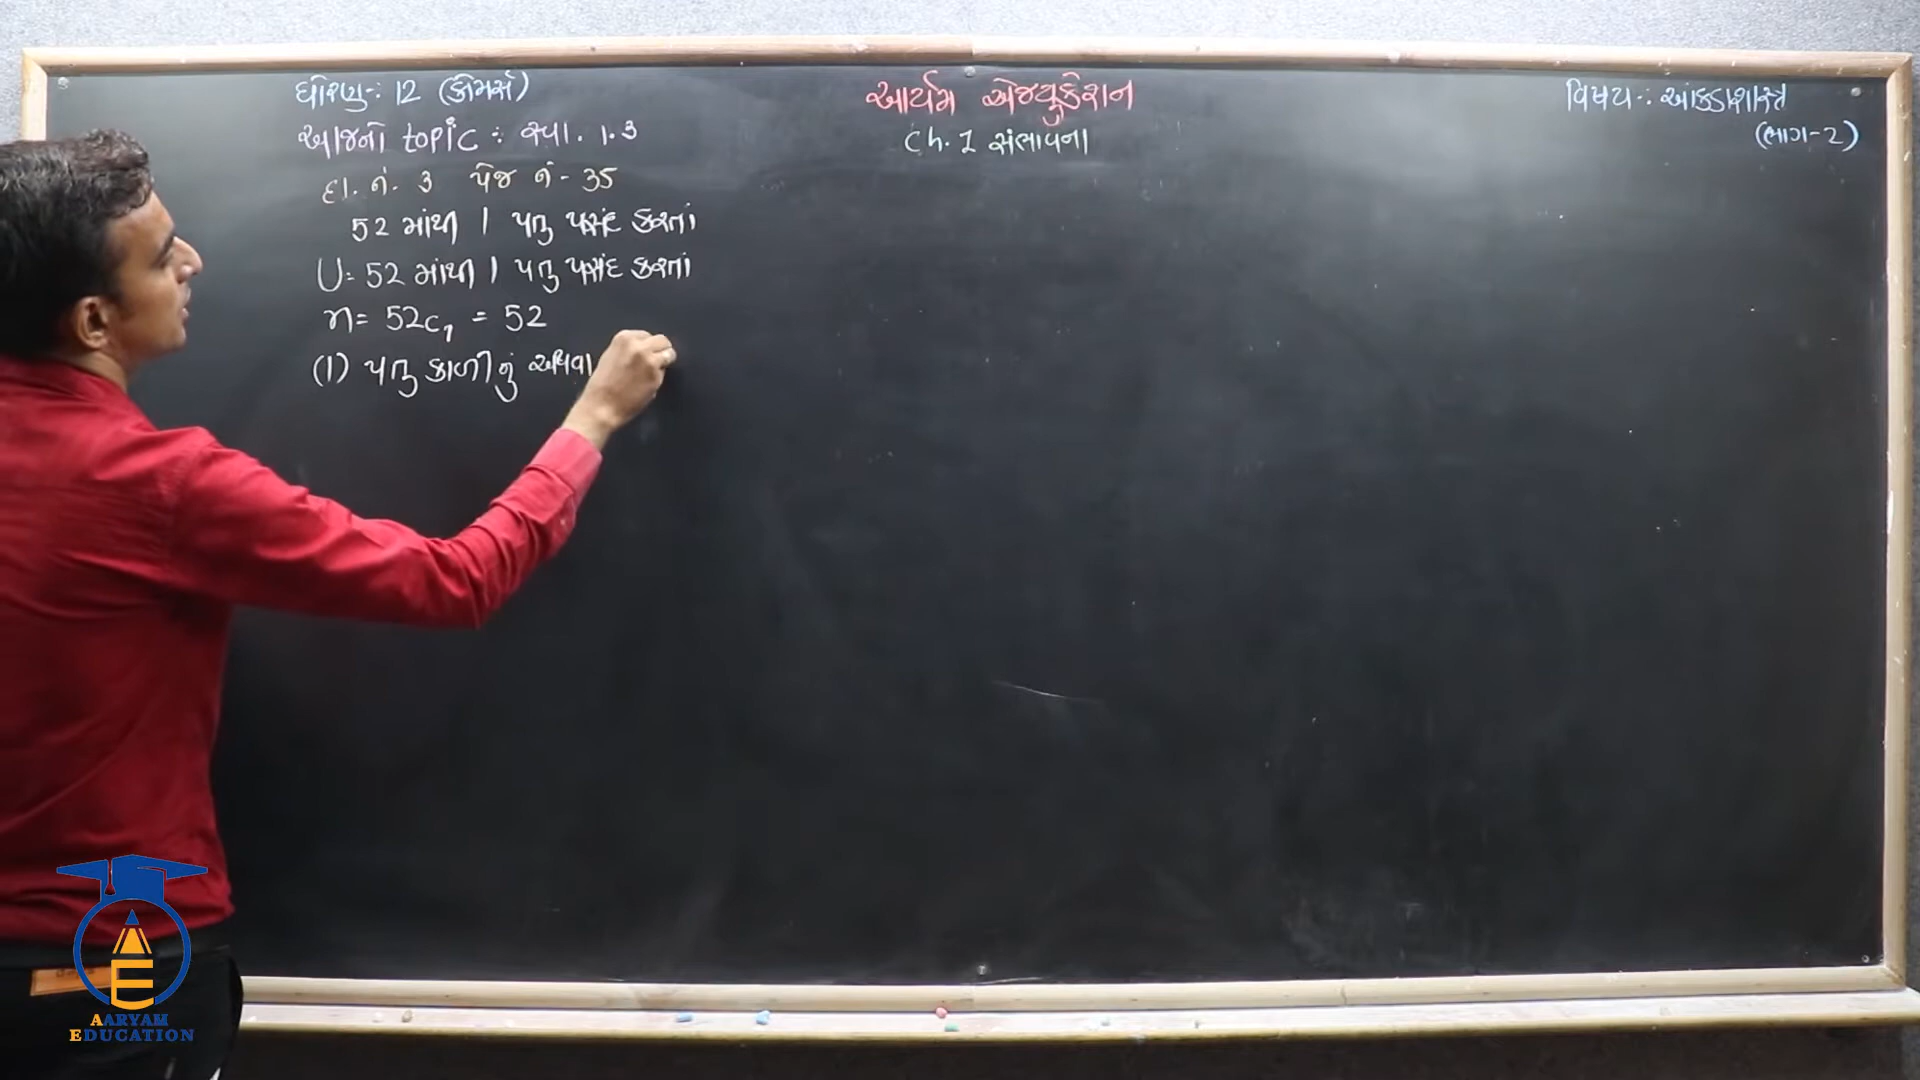 ધોરણ :- 12 (કોમર્સ)
આર્યમ એજ્યુકેશન
વિષય :- આંકડાશાસ્ત્ર
(ભાગ-2)
Ch. 1 સંભાવના
આજનો topic : સ્વા. 1.3
દા. નં. 3 પેજ નં - 35
52 માંથી 1 પત્તુ પસંદ કરતાં
U = 52 માંથી 1 પત્તુ પસંદ કરતાં
n = 52C1 = 52
(1) પત્તુ કાળીનું અથવા
AARYAM
EDUCATION